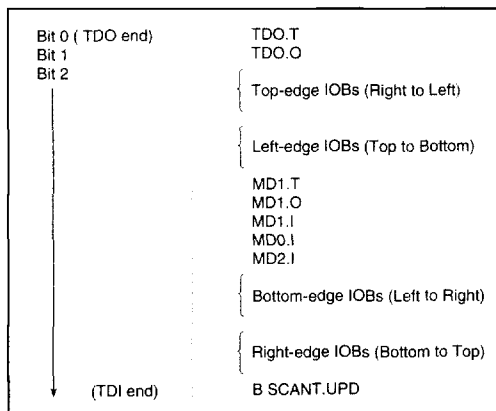 Bit 0 ( TDO end) TDO.T
Bit 1 TDO.O
Bit 2
Top-edge IOBs (Right to Left)
Left-edge IOBs (Top to Bottom)
MD1.T
MD1.O
MD1.I
MD0.I
MD2.I
Bottom-edge IOBs (Left to Right)
Right-edge IOBs (Bottom to Top)
(TDI end) B SCANT.UPD